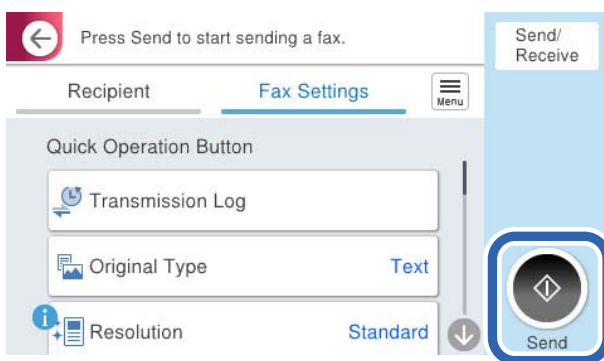 Press Send to start sending a fax.
Send/
Receive
Recipient
Fax Settings
Menu
Quick Operation Button
Transmission Log
Original Type
Text
i
Resolution
Standard
Send